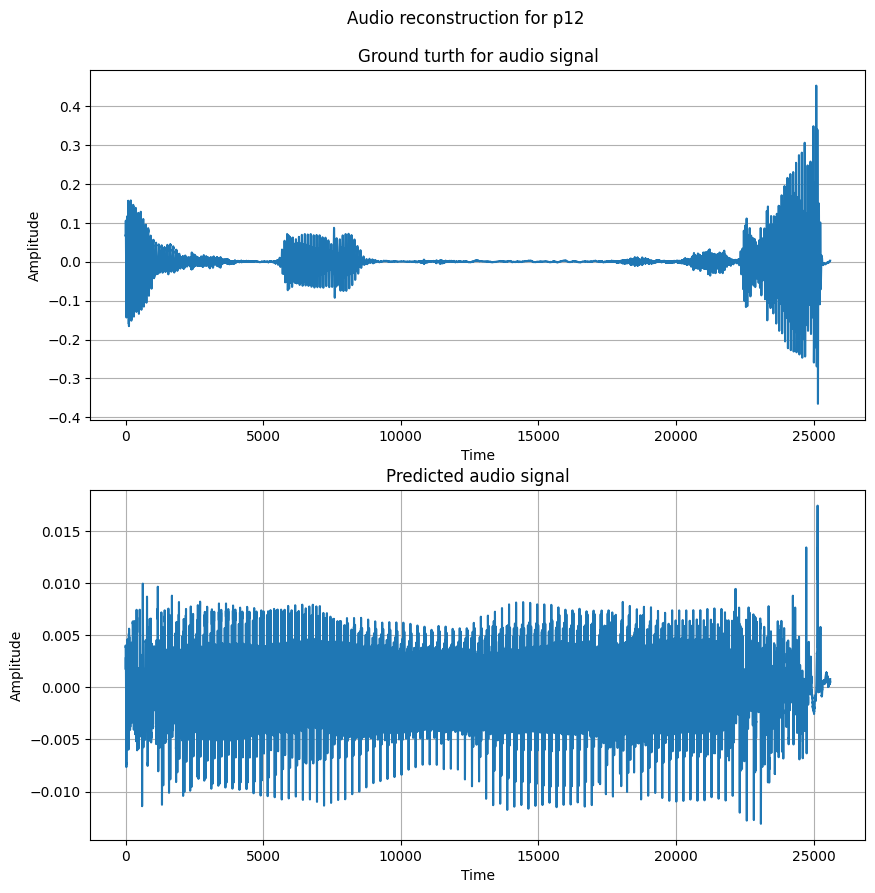 Audio reconstruction for p12
Ground turth for audio signal
Amplitude
0.4
0.3
0.2
0.1
0.0
−0.1
−0.2
−0.3
−0.4
0 5000 10000 15000 20000 25000
Time
Predicted audio signal
Amplitude
0.015
0.010
0.005
0.000
−0.005
−0.010
0 5000 10000 15000 20000 25000
Time